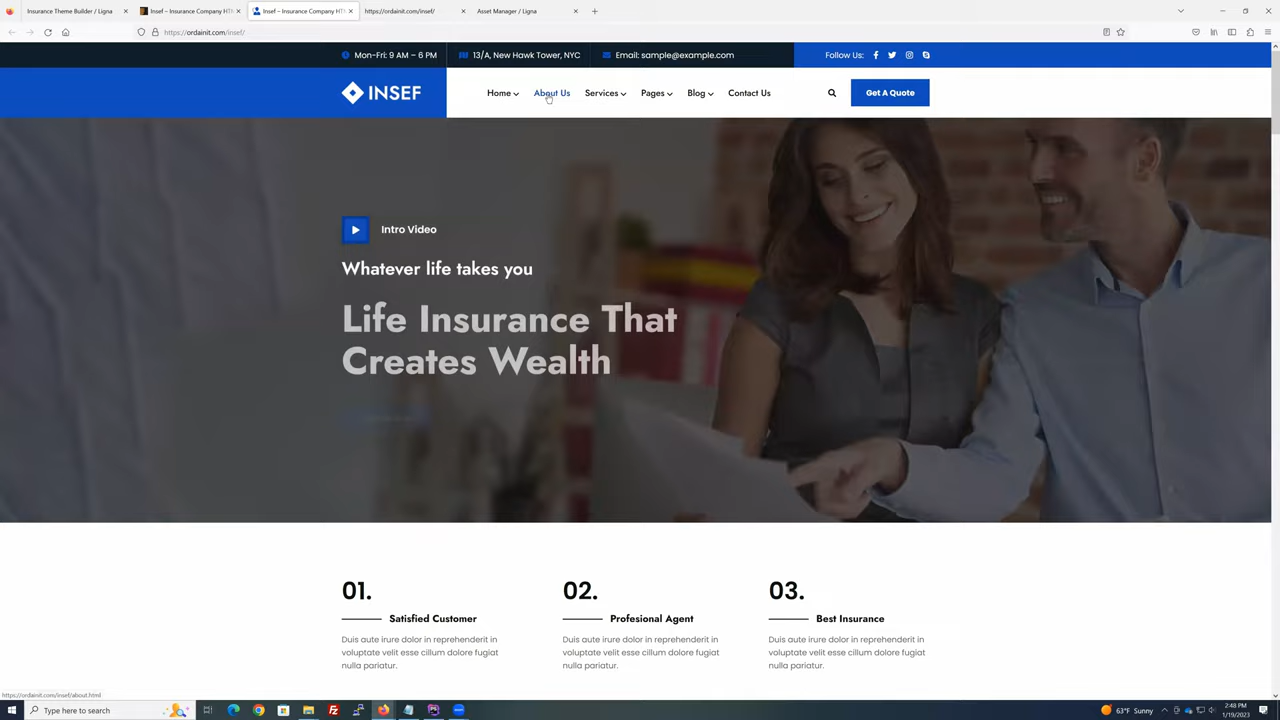 Insurance Theme Builder / Ligna
Insef – Insurance Company HTM
Insef – Insurance Company HTM
https://ordainit.com/insef/
Asset Manager / Ligna
https://ordainit.com/insef/
Mon-Fri: 9 AM – 6 PM
13/A, New Hawk Tower, NYC
Email: sample@example.com
Follow Us:
INSEF
Home
About Us
Services
Pages
Blog
Contact Us
Get A Quote
Intro Video
Whatever life takes you
Life Insurance That
Creates Wealth
01.
Satisfied Customer
Duis aute irure dolor in reprehenderit in
voluptate velit esse cillum dolore fugiat
nulla pariatur.
02.
Profesional Agent
Duis aute irure dolor in reprehenderit in
voluptate velit esse cillum dolore fugiat
nulla pariatur.
03.
Best Insurance
Duis aute irure dolor in reprehenderit in
voluptate velit esse cillum dolore fugiat
nulla pariatur.
https://ordainit.com/insef/about.html
Type here to search
63°F Sunny
2:48 PM
1/19/2023